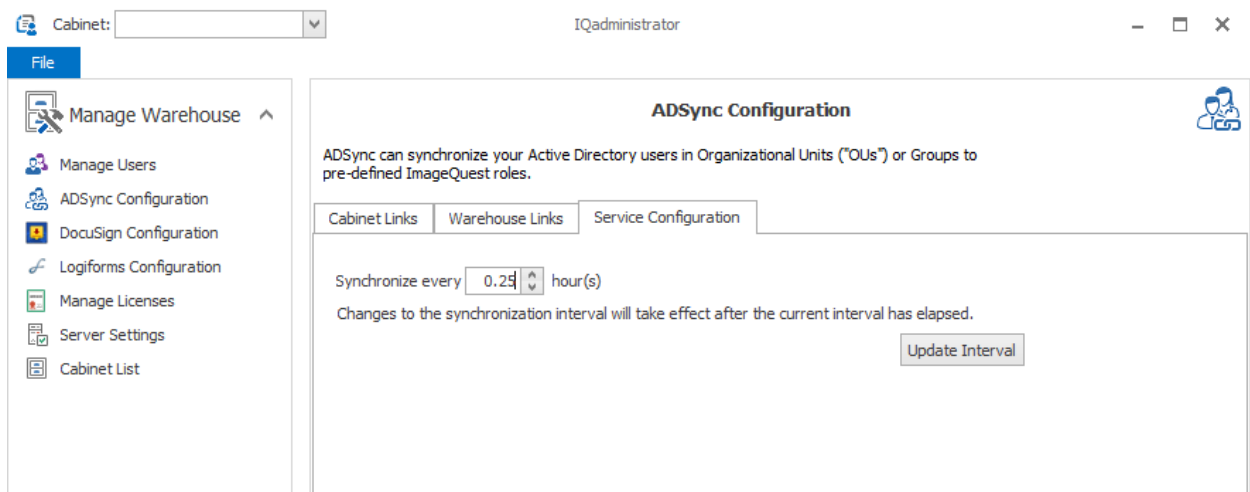 Cabinet:
IQadministrator
File
Manage Warehouse
Manage Users
ADSync Configuration
DocuSign Configuration
Logiforms Configuration
Manage Licenses
Server Settings
Cabinet List
ADSync Configuration
ADSync can synchronize your Active Directory users in Organizational Units ("OUs") or Groups to
pre-defined ImageQuest roles.
Cabinet Links Warehouse Links Service Configuration
Synchronize every 0.25 hour(s)
Changes to the synchronization interval will take effect after the current interval has elapsed.
Update Interval